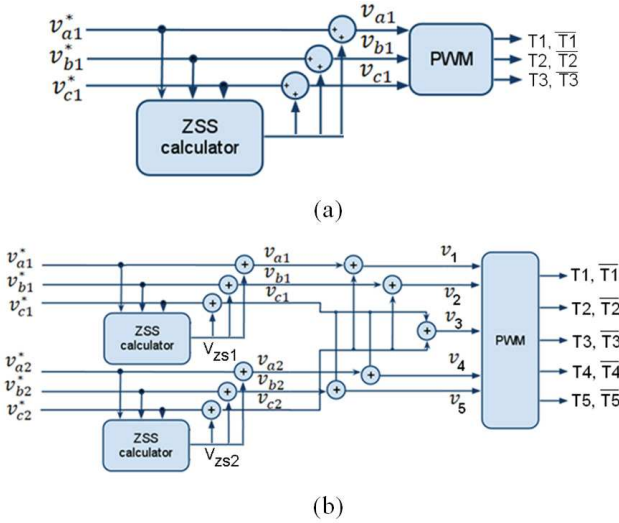 v*a1
v*b1
v*c1
ZSS
calculator
va1
vb1
vc1
PWM
T1, T1̅
T2, T2̅
T3, T3̅
(a)
v*a1
v*b1
v*c1
ZSS
calculator
Vzs1
va1
vb1
vc1
v*a2
v*b2
v*c2
ZSS
calculator
Vzs2
va2
vb2
vc2
v1
v2
v3
v4
v5
PWM
T1, T1̅
T2, T2̅
T3, T3̅
T4, T4̅
T5, T5̅
(b)